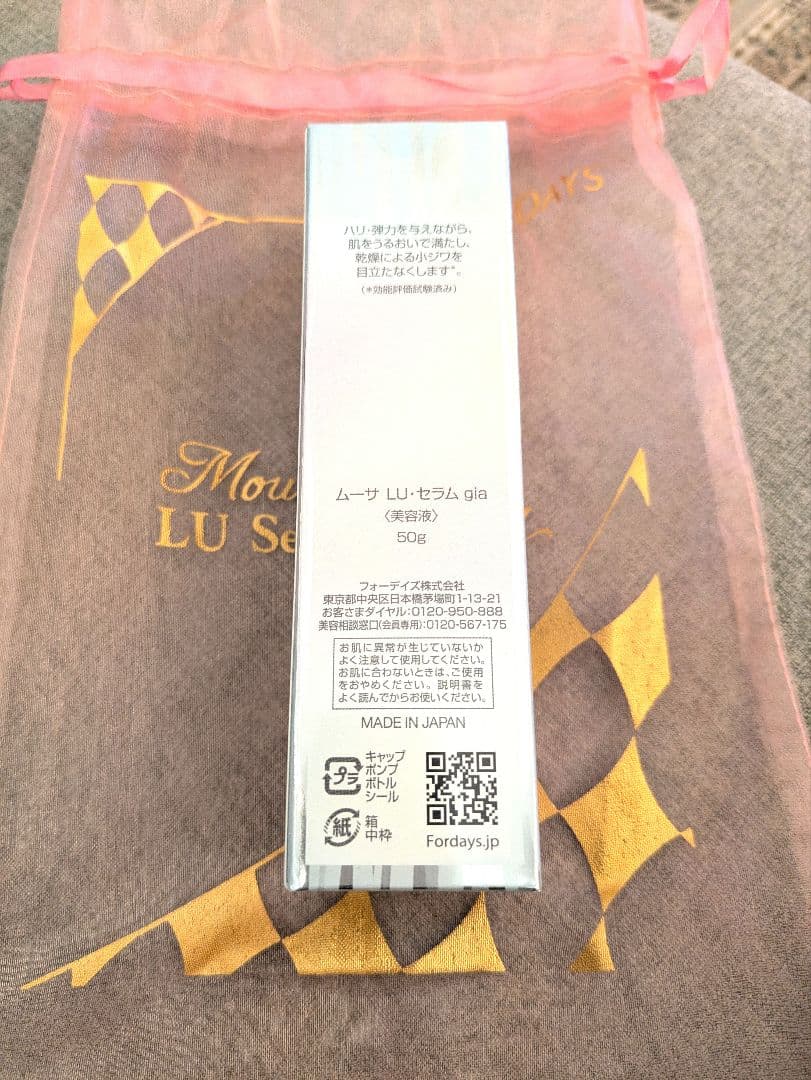 DAYS
ハリ・弾力を与えながら、
肌をうるおいで満たし、
乾燥による小ジワを
目立たなくします*。
(*効能評価試験済み)
Mou
LU Se
ムーサ LU・セラム gia
〈美容液〉
50g
フォーデイズ株式会社
東京都中央区日本橋茅場町1-13-21
お客さまダイヤル:0120-950-888
美容相談窓口(会員専用):0120-567-175
お肌に異常が生じていないか
よく注意して使用してください。
お肌に合わないときは、ご使用
をおやめください。説明書を
よく読んでからお使いください。
MADE IN JAPAN
プラ
キャップ
ポンプ
ボトル
シール
紙
箱
中枠
Fordays.jp